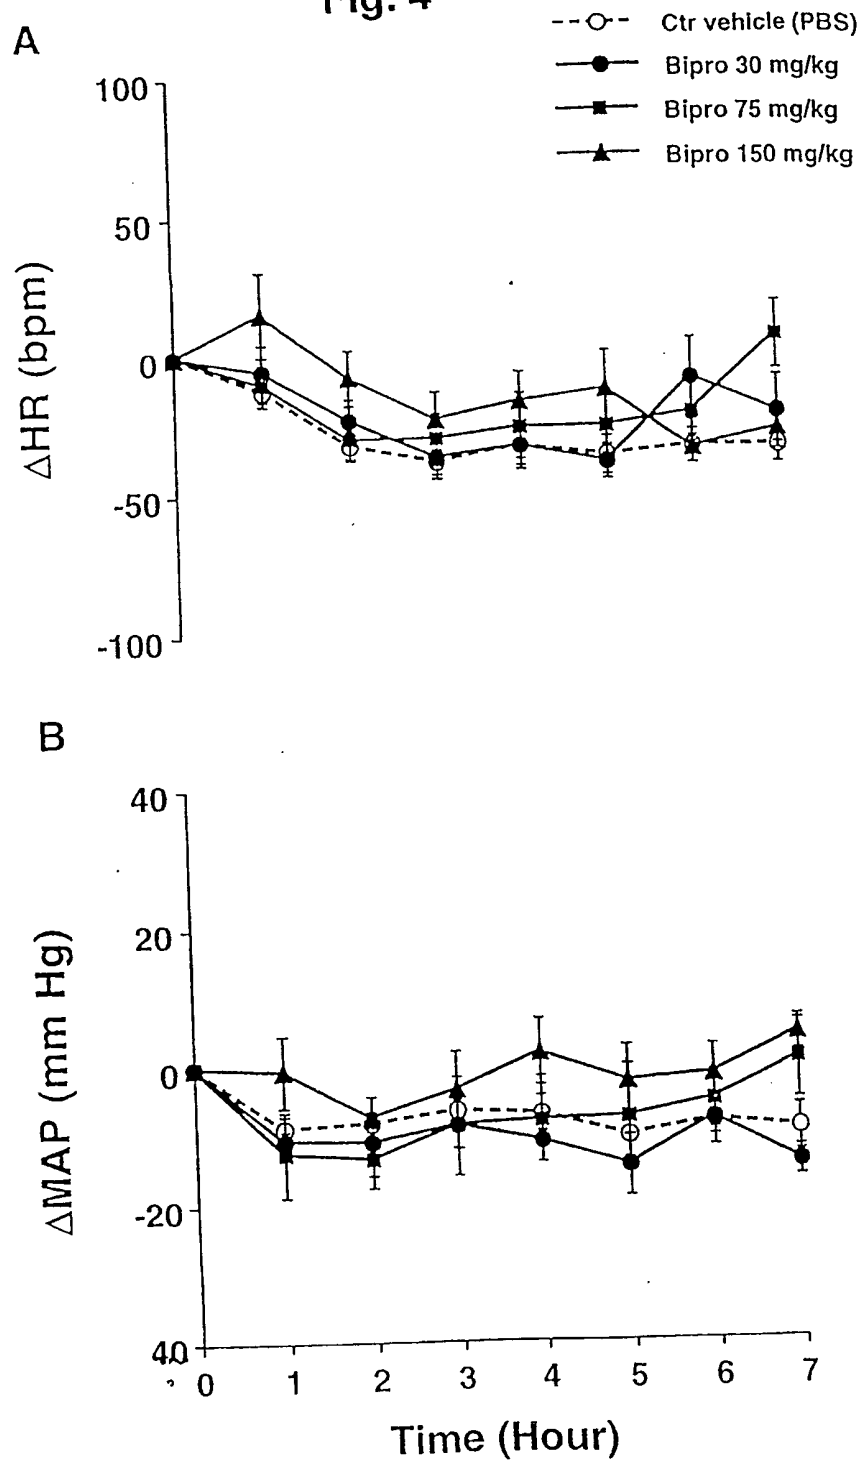 Fig. 4
A
Ctr vehicle (PBS)
Bipro 30 mg/kg
Bipro 75 mg/kg
Bipro 150 mg/kg
100
50
0
-50
-100
ΔHR (bpm)
B
40
20
0
-20
40
ΔMAP (mm Hg)
0 1 2 3 4 5 6 7
Time (Hour)